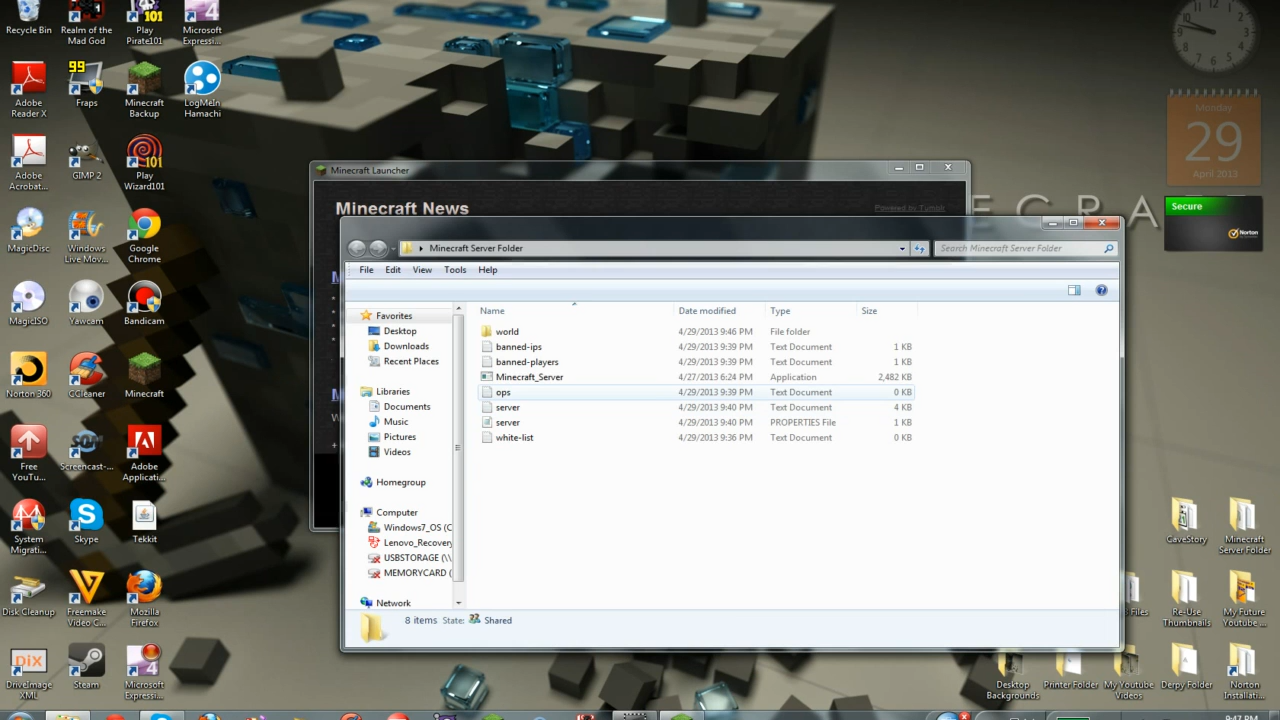 Recycle Bin
Realm of the
Mad God
Play
Pirate101
Microsoft
Expressi...
Adobe
Reader X
99
Fraps
Minecraft
Backup
LogMeIn
Hamachi
Adobe
Acrobat...
GIMP 2
Play
Wizard101
MagicDisc
Windows
Live Mov...
Google
Chrome
MagicISO
Yawcam
Bandicam
Norton 360
CCleaner
Minecraft
Free
YouTu...
Screencast-...
Adobe
Applicati...
System
Migrati...
Skype
Tekkit
Disk Cleanup
Freemake
Video C...
Mozilla
Firefox
DriveImage
XML
Steam
Microsoft
Expressi...
Minecraft Launcher
Minecraft News
Powered by Tumblr
Minecraft Server Folder
Search Minecraft Server Folder
File Edit View Tools Help
Name Date modified Type Size
Favorites
Desktop
Downloads
Recent Places
Libraries
Documents
Music
Pictures
Videos
Homegroup
Computer
Windows7_OS (C
Lenovo_Recovery
USBSTORAGE (\\
MEMORYCARD (
Network
world 4/29/2013 9:46 PM File folder
banned-ips 4/29/2013 9:39 PM Text Document 1 KB
banned-players 4/29/2013 9:39 PM Text Document 1 KB
Minecraft_Server 4/27/2013 6:24 PM Application 2,482 KB
ops 4/29/2013 9:39 PM Text Document 0 KB
server 4/29/2013 9:40 PM Text Document 4 KB
server 4/29/2013 9:40 PM PROPERTIES File 1 KB
white-list 4/29/2013 9:36 PM Text Document 0 KB
8 items State: Shared
Monday
29
April 2013
E C R A
Secure
Norton
CaveStory
Minecraft
Server Folder
Files
Re-Use
Thumbnails
My Future
Youtube ...
Desktop
Backgrounds
Printer Folder
My Youtube
Videos
Derpy Folder
Norton
Installati...
9:47 PM